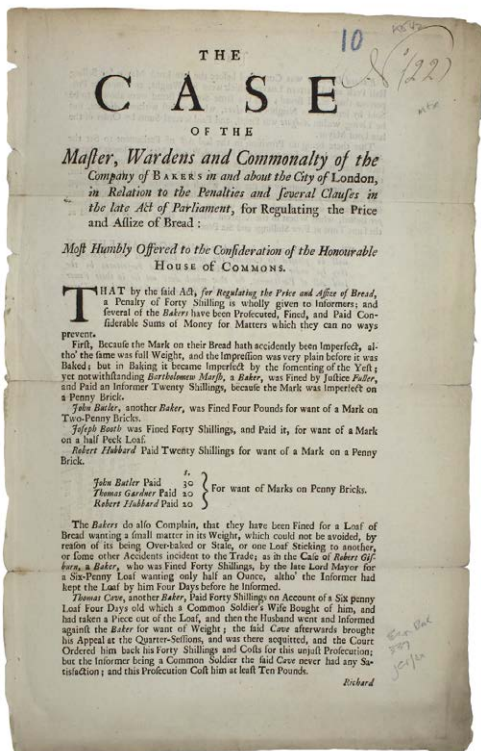 10
(22)
THE
CASE
OF THE
Maſter, Wardens and Commonalty of the
Company of BAKERS in and about the City of London,
in Relation to the Penalties and ſeveral Clauſes in
the late Act of Parliament, for Regulating the Price
and Aſſize of Bread:
Moſt Humbly Offered to the Conſideration of the Honourable
HOUSE OF COMMONS.
THAT by the ſaid Act, for Regulating the Price and Aſſize of Bread,
a Penalty of Forty Shilling is wholly given to Informers; and
ſeveral of the Bakers have been Proſecuted, Fined, and Paid Con-
ſiderable Sums of Money for Matters which they can no ways
prevent.
Firſt, Becauſe the Mark on their Bread hath accidently been Imperfect, al-
tho' the ſame was full Weight, and the Impreſſion was very plain before it was
Baked; but in Baking it became Imperfect by the fomenting of the Yeſt;
yet notwithſtanding Bartholomew Marſh, a Baker, was Fined by Juſtice Fuller,
and Paid an Informer Twenty Shillings, becauſe the Mark was Imperfect on
a Penny Brick.
John Butler, another Baker, was Fined Four Pounds for want of a Mark on
Two-Penny Bricks.
Joſeph Booth was Fined Forty Shillings, and Paid it, for want of a Mark
on a half Peck Loaf.
Robert Hubbard Paid Twenty Shillings for want of a Mark on a Penny
Brick.
s.
John Butler Paid 30
Thomas Gardner Paid 20
Robert Hubbard Paid 20
For want of Marks on Penny Bricks.
The Bakers do alſo Complain, that they have been Fined for a Loaf of
Bread wanting a ſmall matter in its Weight, which could not be avoided, by
reaſon of its being Over-baked or Stale, or one Loaf Sticking to another,
or ſome other Accidents incident to the Trade; as in the Caſe of Robert Giſ-
burn, a Baker, who was Fined Forty Shillings, by the late Lord Mayor for
a Six-Penny Loaf wanting only half an Ounce, altho' the Informer had
kept the Loaf by him Four Days before he Informed.
Thomas Cave, another Baker, Paid Forty Shillings on Account of a Six penny
Loaf Four Days old which a Common Soldier's Wife Bought of him, and
had taken a Piece out of the Loaf, and then the Husband went and Informed
againſt the Baker for want of Weight; the ſaid Cave afterwards brought
his Appeal at the Quarter-Seſſions, and was there acquitted, and the Court
Ordered him back his Forty Shillings and Coſts for this unjuſt Proſecution;
but the Informer being a Common Soldier the ſaid Cave never had any Sa-
tisfaction; and this Proſecution Coſt him at leaſt Ten Pounds.
Richard